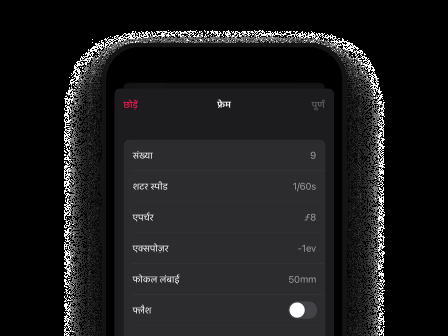 छोड़ें फ्रेम पूर्ण
संख्या 9
शटर स्पीड 1/60s
एपर्चर ƒ8
एक्सपोज़र -1ev
फोकल लंबाई 50mm
फ्लैश